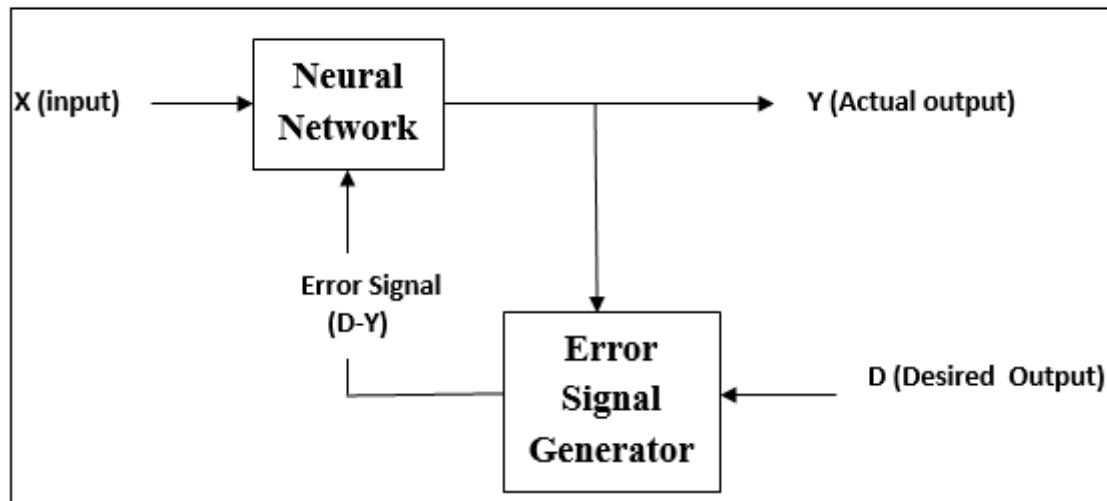 Neural
Network
X (input)
Y (Actual output)
Error Signal
(D-Y)
Error
Signal
Generator
D (Desired Output)